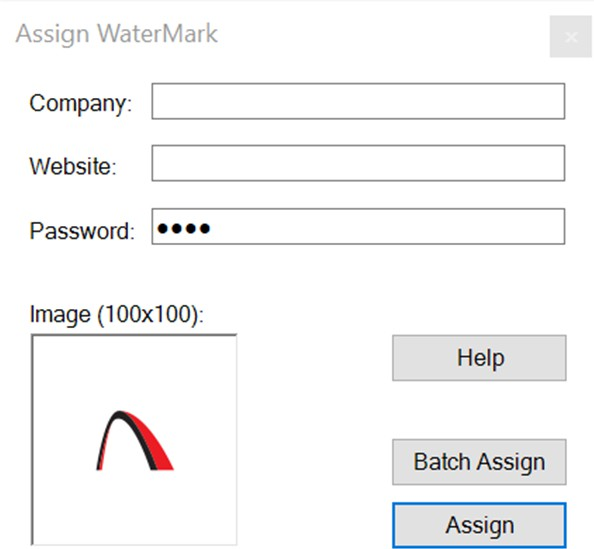 Assign WaterMark
Company:
Website:
Password: ••••
Image (100x100):
Help
Batch Assign
Assign